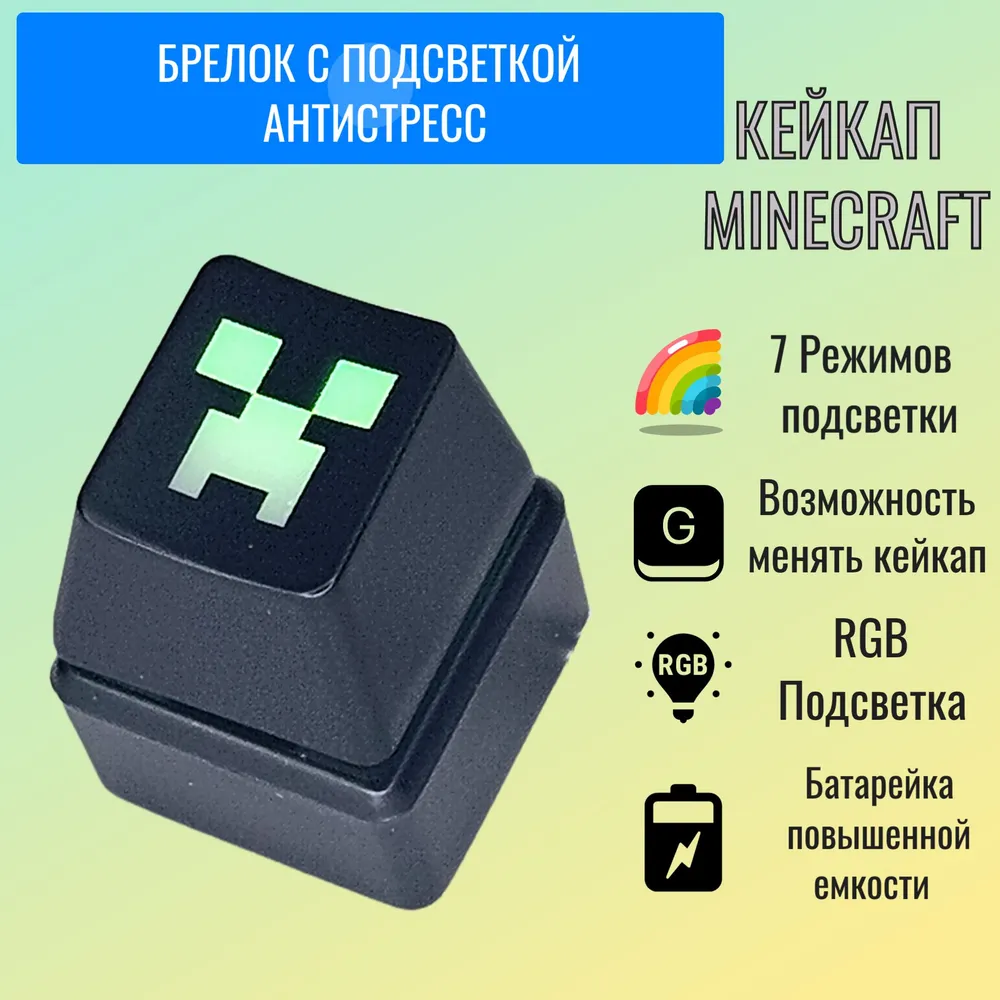 БРЕЛОК С ПОДСВЕТКОЙ
АНТИСТРЕСС
КЕЙКАП
MINECRAFT
7 Режимов
подсветки
G
Возможность
менять кейкап
RGB
RGB
Подсветка
Батарейка
повышенной
емкости